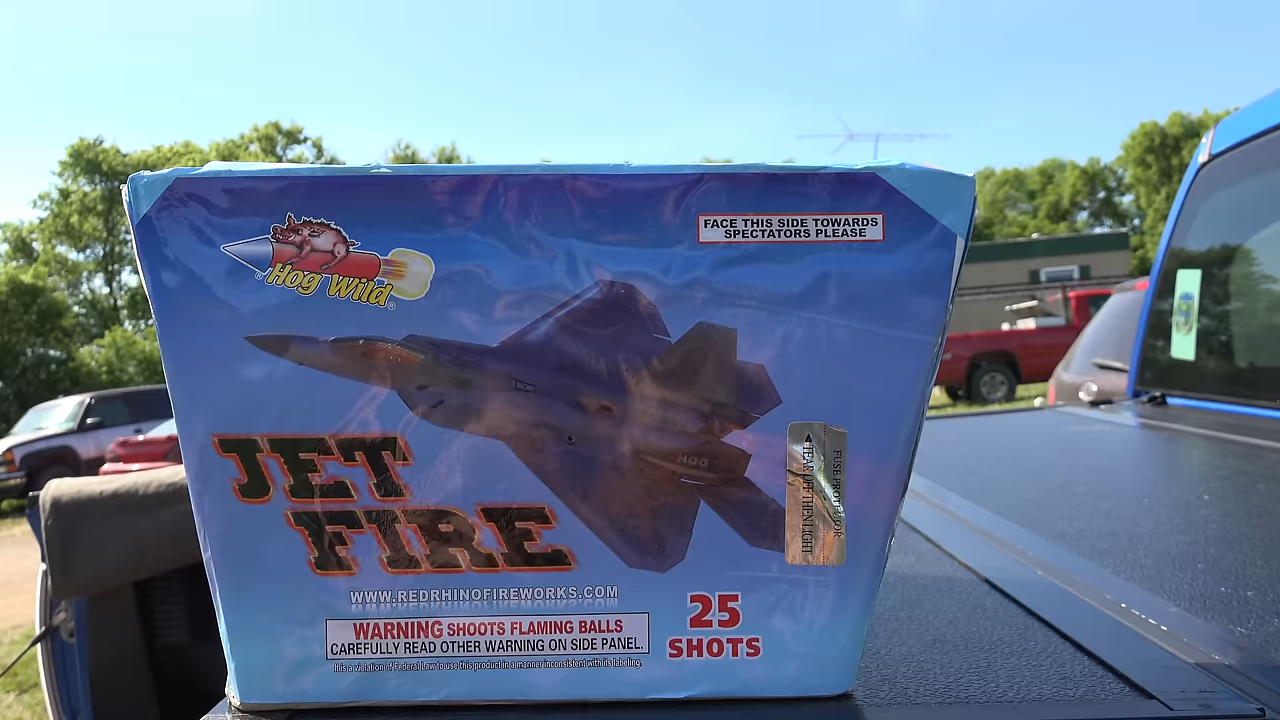 FACE THIS SIDE TOWARDS
SPECTATORS PLEASE
Hog Wild
®
®
HOG
JET
FIRE
FUSE PROTECTOR
▲TEAR OFF THEN LIGHT
WWW.REDRHINOFIREWORKS.COM
25
SHOTS
WARNING SHOOTS FLAMING BALLS
CAREFULLY READ OTHER WARNING ON SIDE PANEL.
It is a violation of Federal Law to use this product in a manner inconsistent with its labeling.